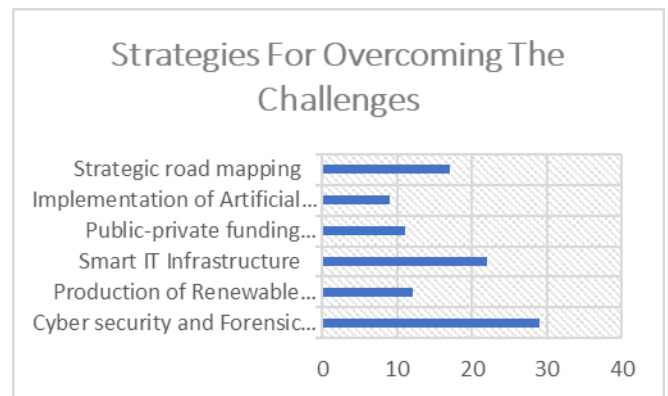 Strategies For Overcoming The
Challenges
Strategic road mapping
Implementation of Artificial...
Public-private funding...
Smart IT Infrastructure
Production of Renewable...
Cyber security and Forensic...
0 10 20 30 40